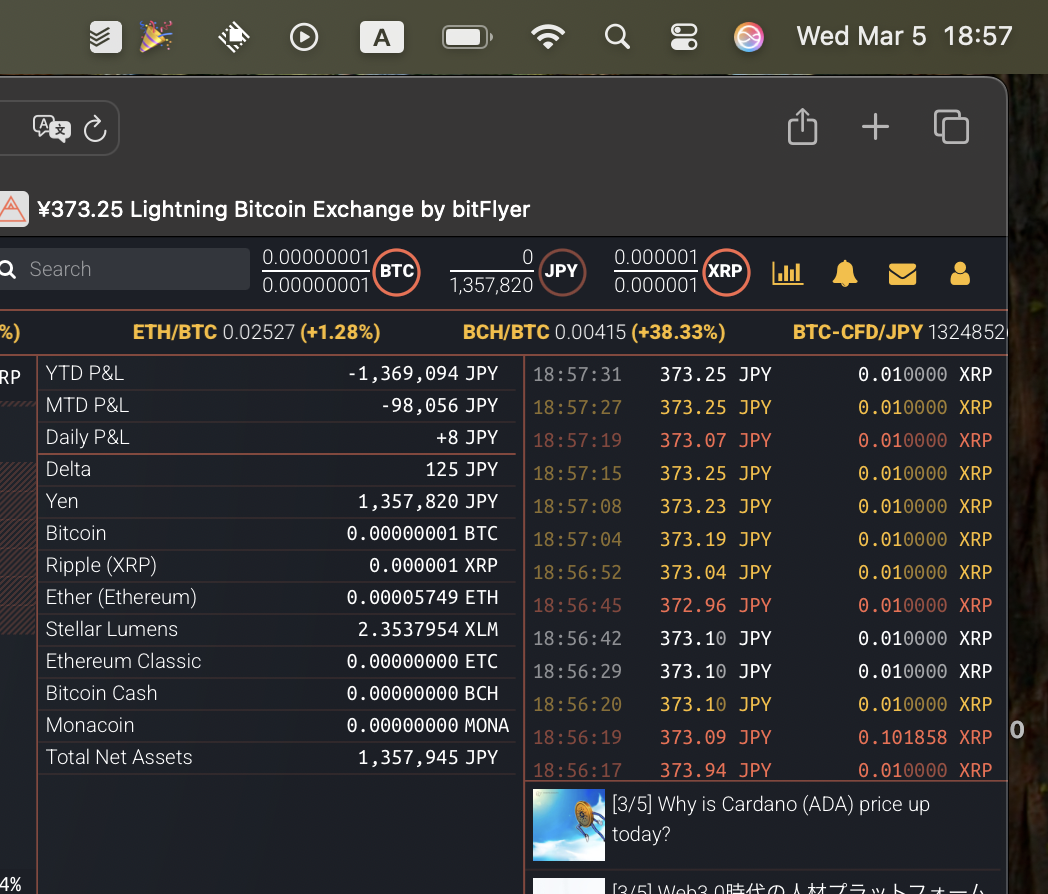 A
Wed Mar 5 18:57
¥373.25 Lightning Bitcoin Exchange by bitFlyer
Search
0.00000001
0.00000001
BTC
0
1,357,820
JPY
0.000001
0.000001
XRP
%)
ETH/BTC 0.02527 (+1.28%)
BCH/BTC 0.00415 (+38.33%)
BTC-CFD/JPY 1324852
RP
YTD P&L -1,369,094 JPY
MTD P&L -98,056 JPY
Daily P&L +8 JPY
Delta 125 JPY
Yen 1,357,820 JPY
Bitcoin 0.00000001 BTC
Ripple (XRP) 0.000001 XRP
Ether (Ethereum) 0.00005749 ETH
Stellar Lumens 2.3537954 XLM
Ethereum Classic 0.00000000 ETC
Bitcoin Cash 0.00000000 BCH
Monacoin 0.00000000 MONA
Total Net Assets 1,357,945 JPY
4%
18:57:31 373.25 JPY 0.010000 XRP
18:57:27 373.25 JPY 0.010000 XRP
18:57:19 373.07 JPY 0.010000 XRP
18:57:15 373.25 JPY 0.010000 XRP
18:57:08 373.23 JPY 0.010000 XRP
18:57:04 373.19 JPY 0.010000 XRP
18:56:52 373.04 JPY 0.010000 XRP
18:56:45 372.96 JPY 0.010000 XRP
18:56:42 373.10 JPY 0.010000 XRP
18:56:29 373.10 JPY 0.010000 XRP
18:56:20 373.10 JPY 0.010000 XRP
18:56:19 373.09 JPY 0.101858 XRP
18:56:17 373.94 JPY 0.010000 XRP
0
[3/5] Why is Cardano (ADA) price up
today?
[3/5] Web3.0時代の人材プラットフォーム